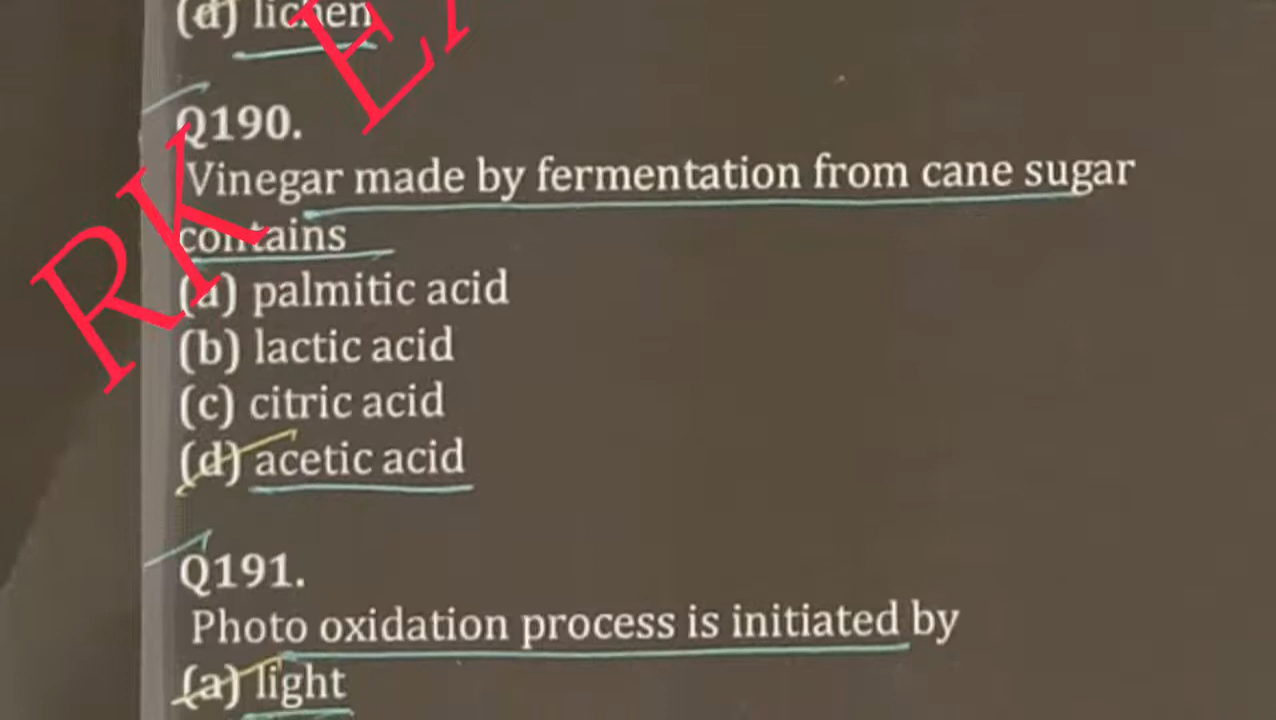 (d) lichen
Q190.
Vinegar made by fermentation from cane sugar
contains
(a) palmitic acid
(b) lactic acid
(c) citric acid
(d) acetic acid
Q191.
Photo oxidation process is initiated by
(a) light
RK